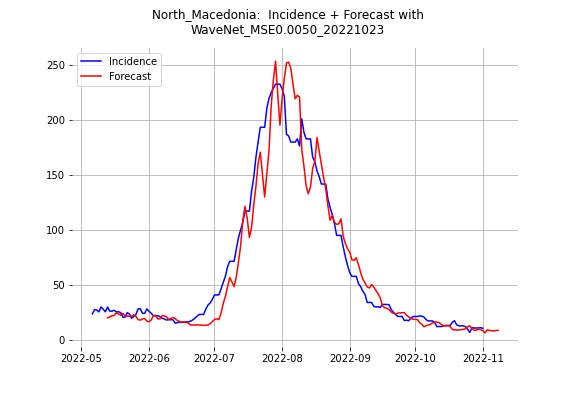 North_Macedonia:  Incidence + Forecast with
WaveNet_MSE0.0050_20221023
Incidence
Forecast
250
200
150
100
50
0
2022-05 2022-06 2022-07 2022-08 2022-09 2022-10 2022-11